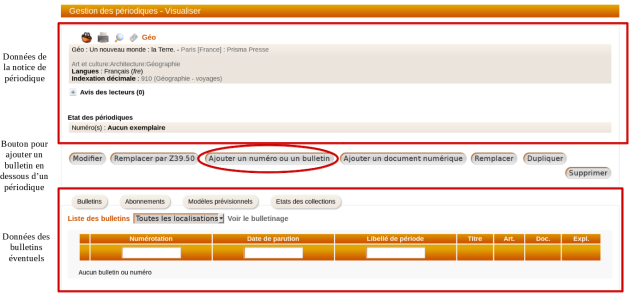 Gestion des périodiques - Visualiser
Géo
Géo : Un nouveau monde : la Terre. - Paris [France] : Prisma Presse
Art et culture:Architecture:Géographie
Langues : Français (fre)
Indexation décimale : 910 (Géographie - voyages)
+ Avis des lecteurs (0)
Etat des périodiques
Numéro(s) : Aucun exemplaire
Données de
la notice de
périodique
Bouton pour
ajouter un
bulletin en
dessous d'un
périodique
Modifier Remplacer par Z39.50 Ajouter un numéro ou un bulletin Ajouter un document numérique Remplacer Dupliquer
Supprimer
Données des
bulletins
éventuels
Bulletins Abonnements Modèles prévisionnels Etats des collections
Liste des bulletins Toutes les localisations Voir le bulletinage
Numérotation Date de parution Libellé de période Titre Art. Doc. Expl.
Aucun bulletin ou numéro